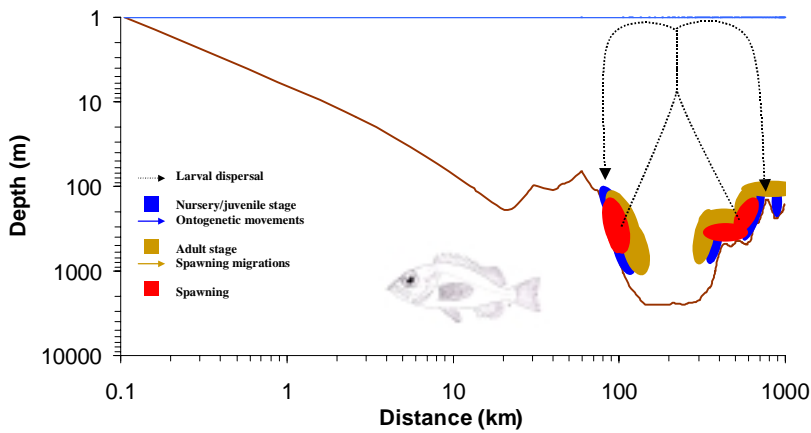 1
10
100
1000
10000
Depth (m)
Larval dispersal
Nursery/juvenile stage
Ontogenetic movements
Adult stage
Spawning migrations
Spawning
0.1 1 10 100 1000
Distance (km)